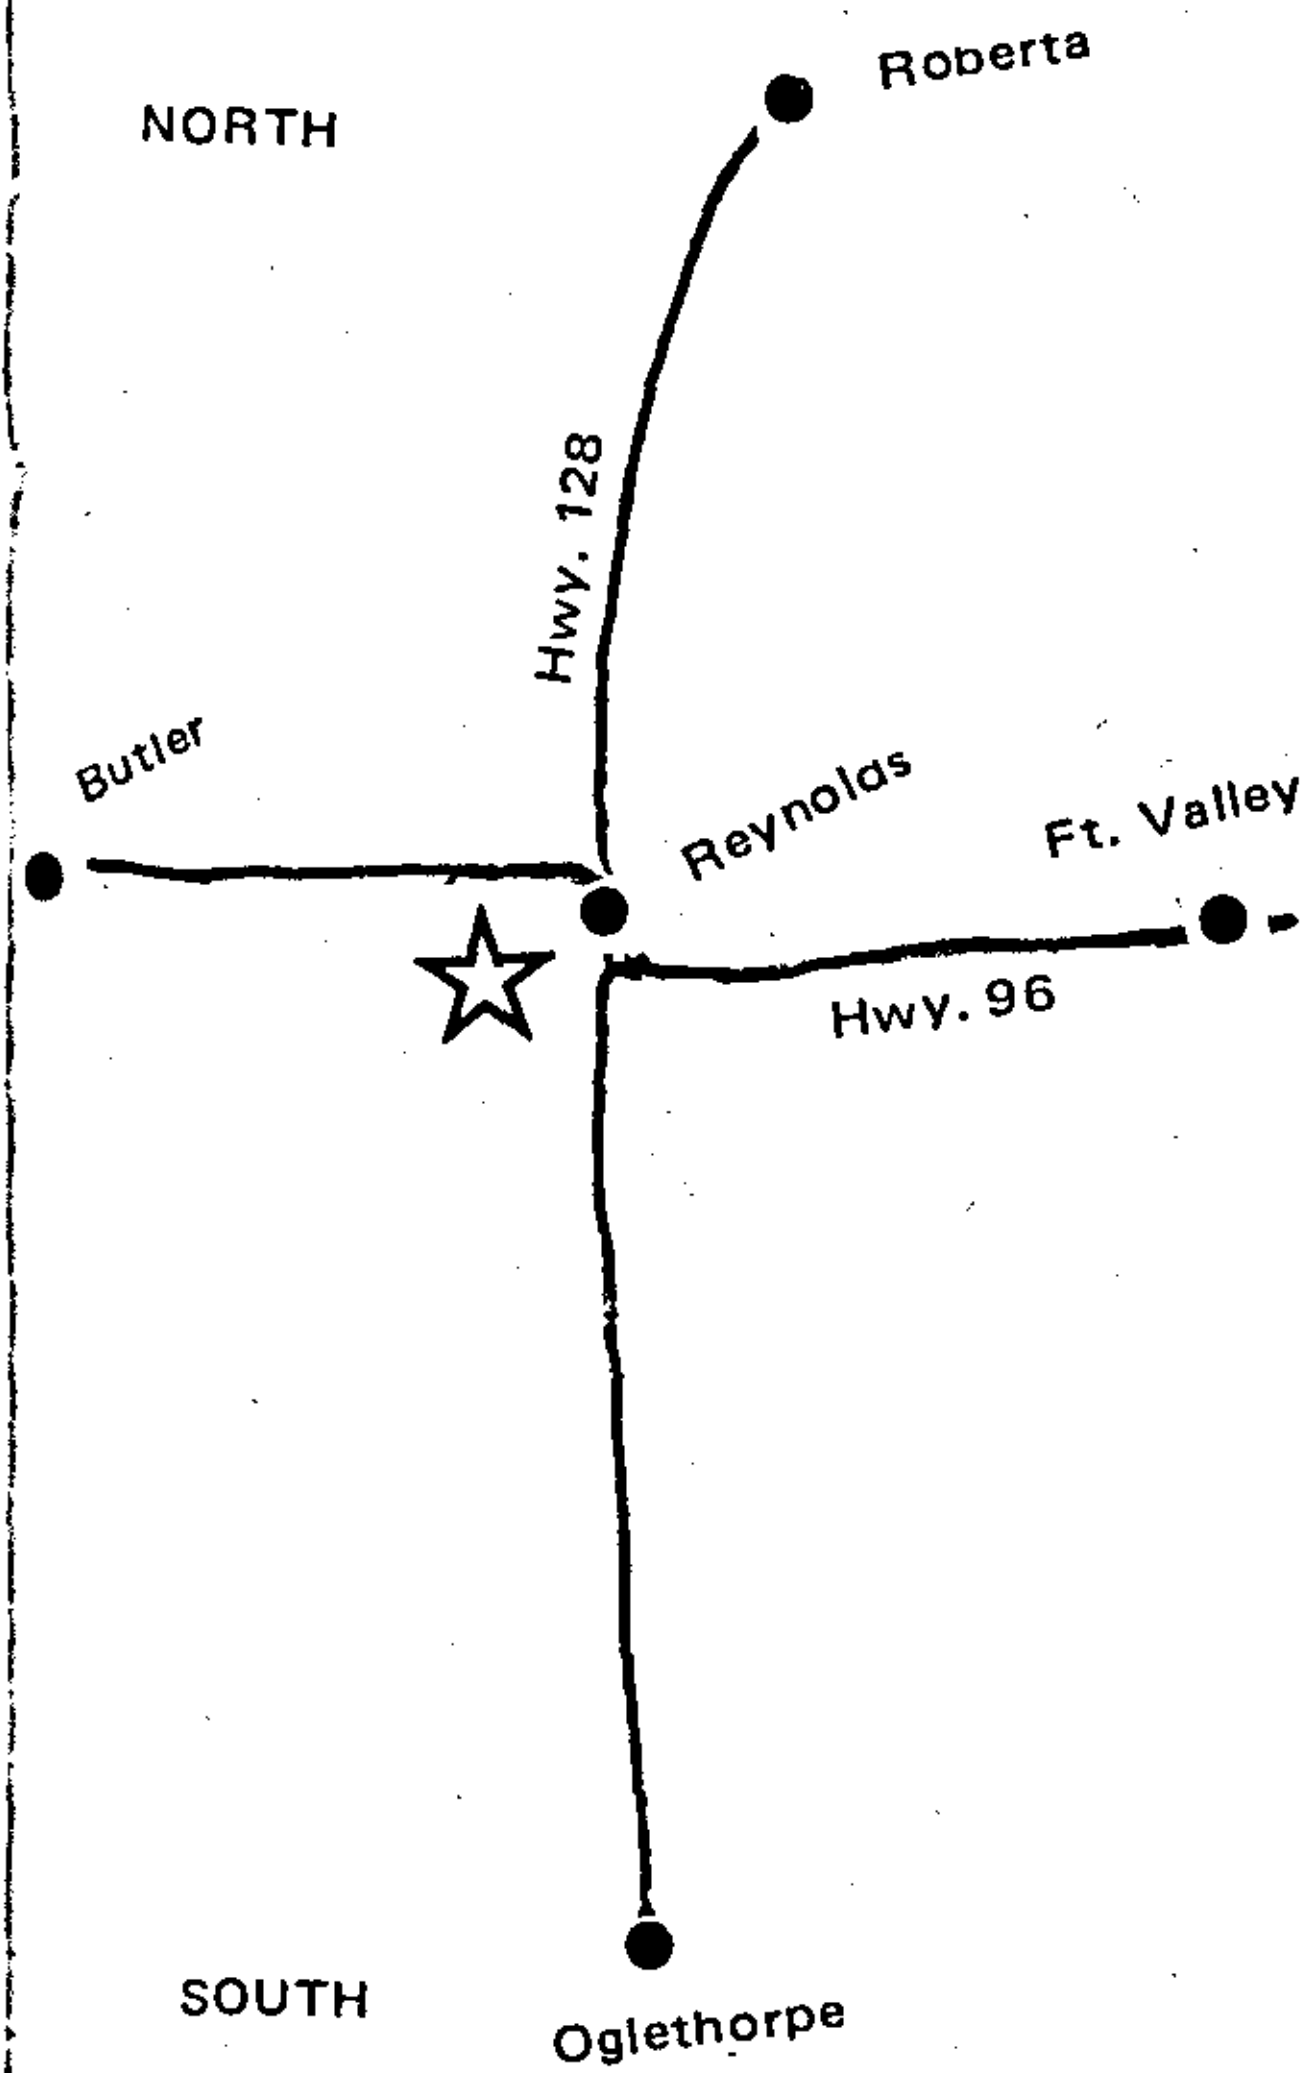 Roberta
NORTH
Hwy. 128
Butler
Reynolds
Ft. Valley
Hwy. 96
SOUTH
Oglethorpe